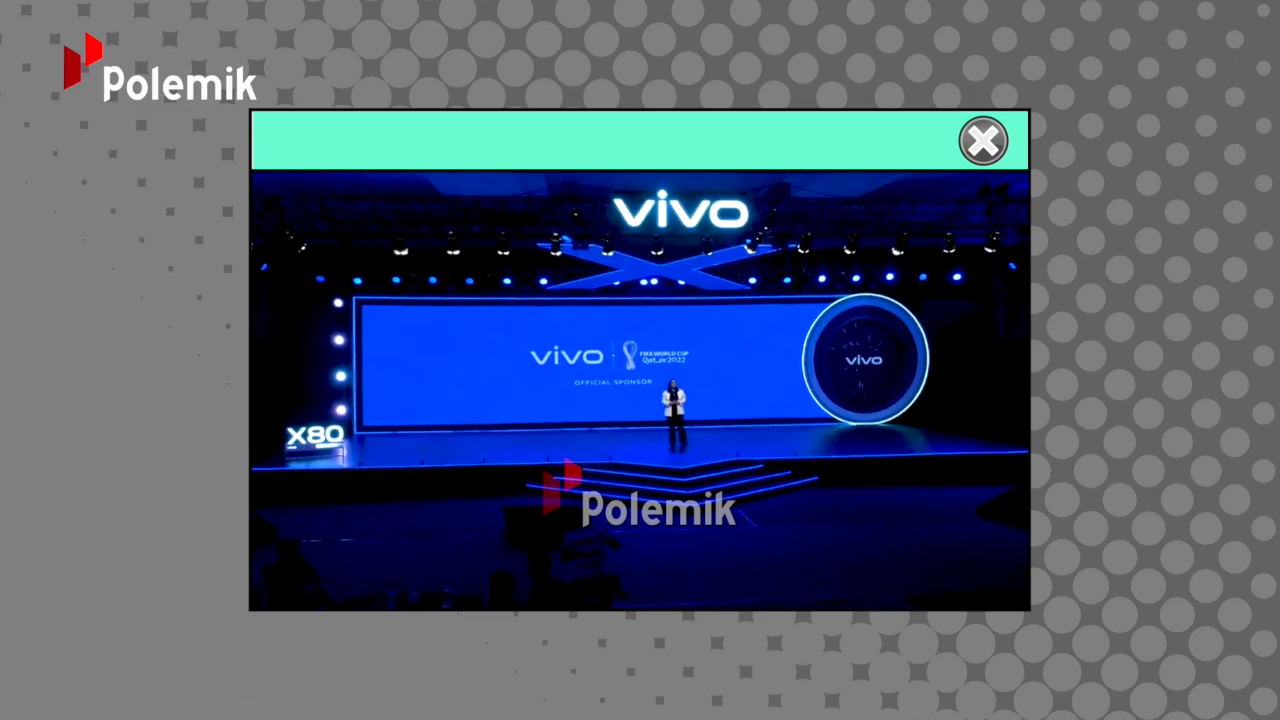 Polemik
vivo
vivo
FIFA WORLD CUP
Qatar2022
OFFICIAL SPONSOR
vivo
X80
Polemik